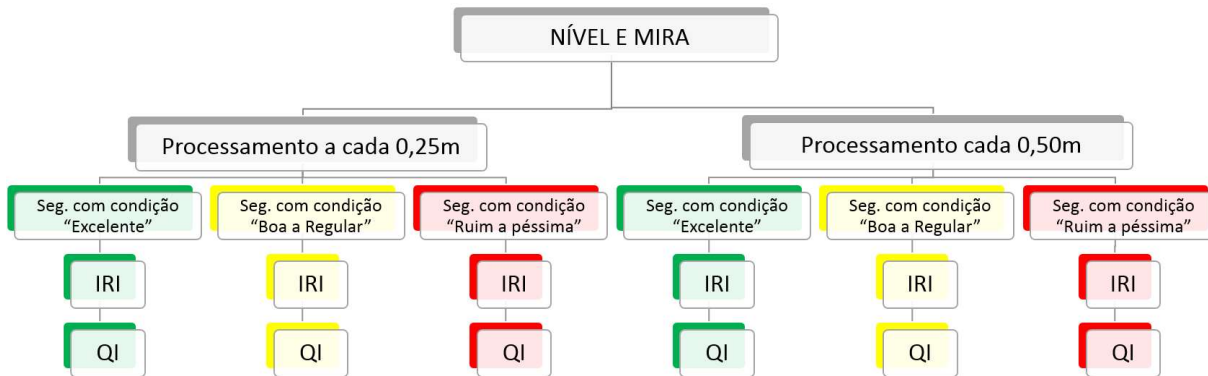 NÍVEL E MIRA
Processamento a cada 0,25m
Processamento cada 0,50m
Seg. com condição
“Excelente”
Seg. com condição
“Boa a Regular”
Seg. com condição
“Ruim a péssima”
Seg. com condição
“Excelente”
Seg. com condição
“Boa a Regular”
Seg. com condição
“Ruim a péssima”
IRI
IRI
IRI
IRI
IRI
IRI
QI
QI
QI
QI
QI
QI